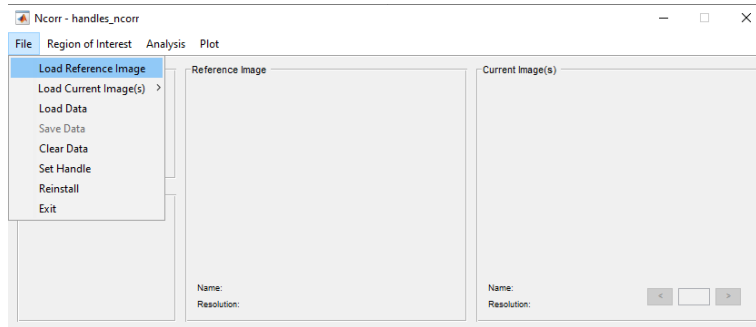 Ncorr - handles_ncorr
File Region of Interest Analysis Plot
Load Reference Image
Load Current Image(s) >
Load Data
Save Data
Clear Data
Set Handle
Reinstall
Exit
Reference Image
Name:
Resolution:
Current Image(s)
Name:
Resolution:
< >